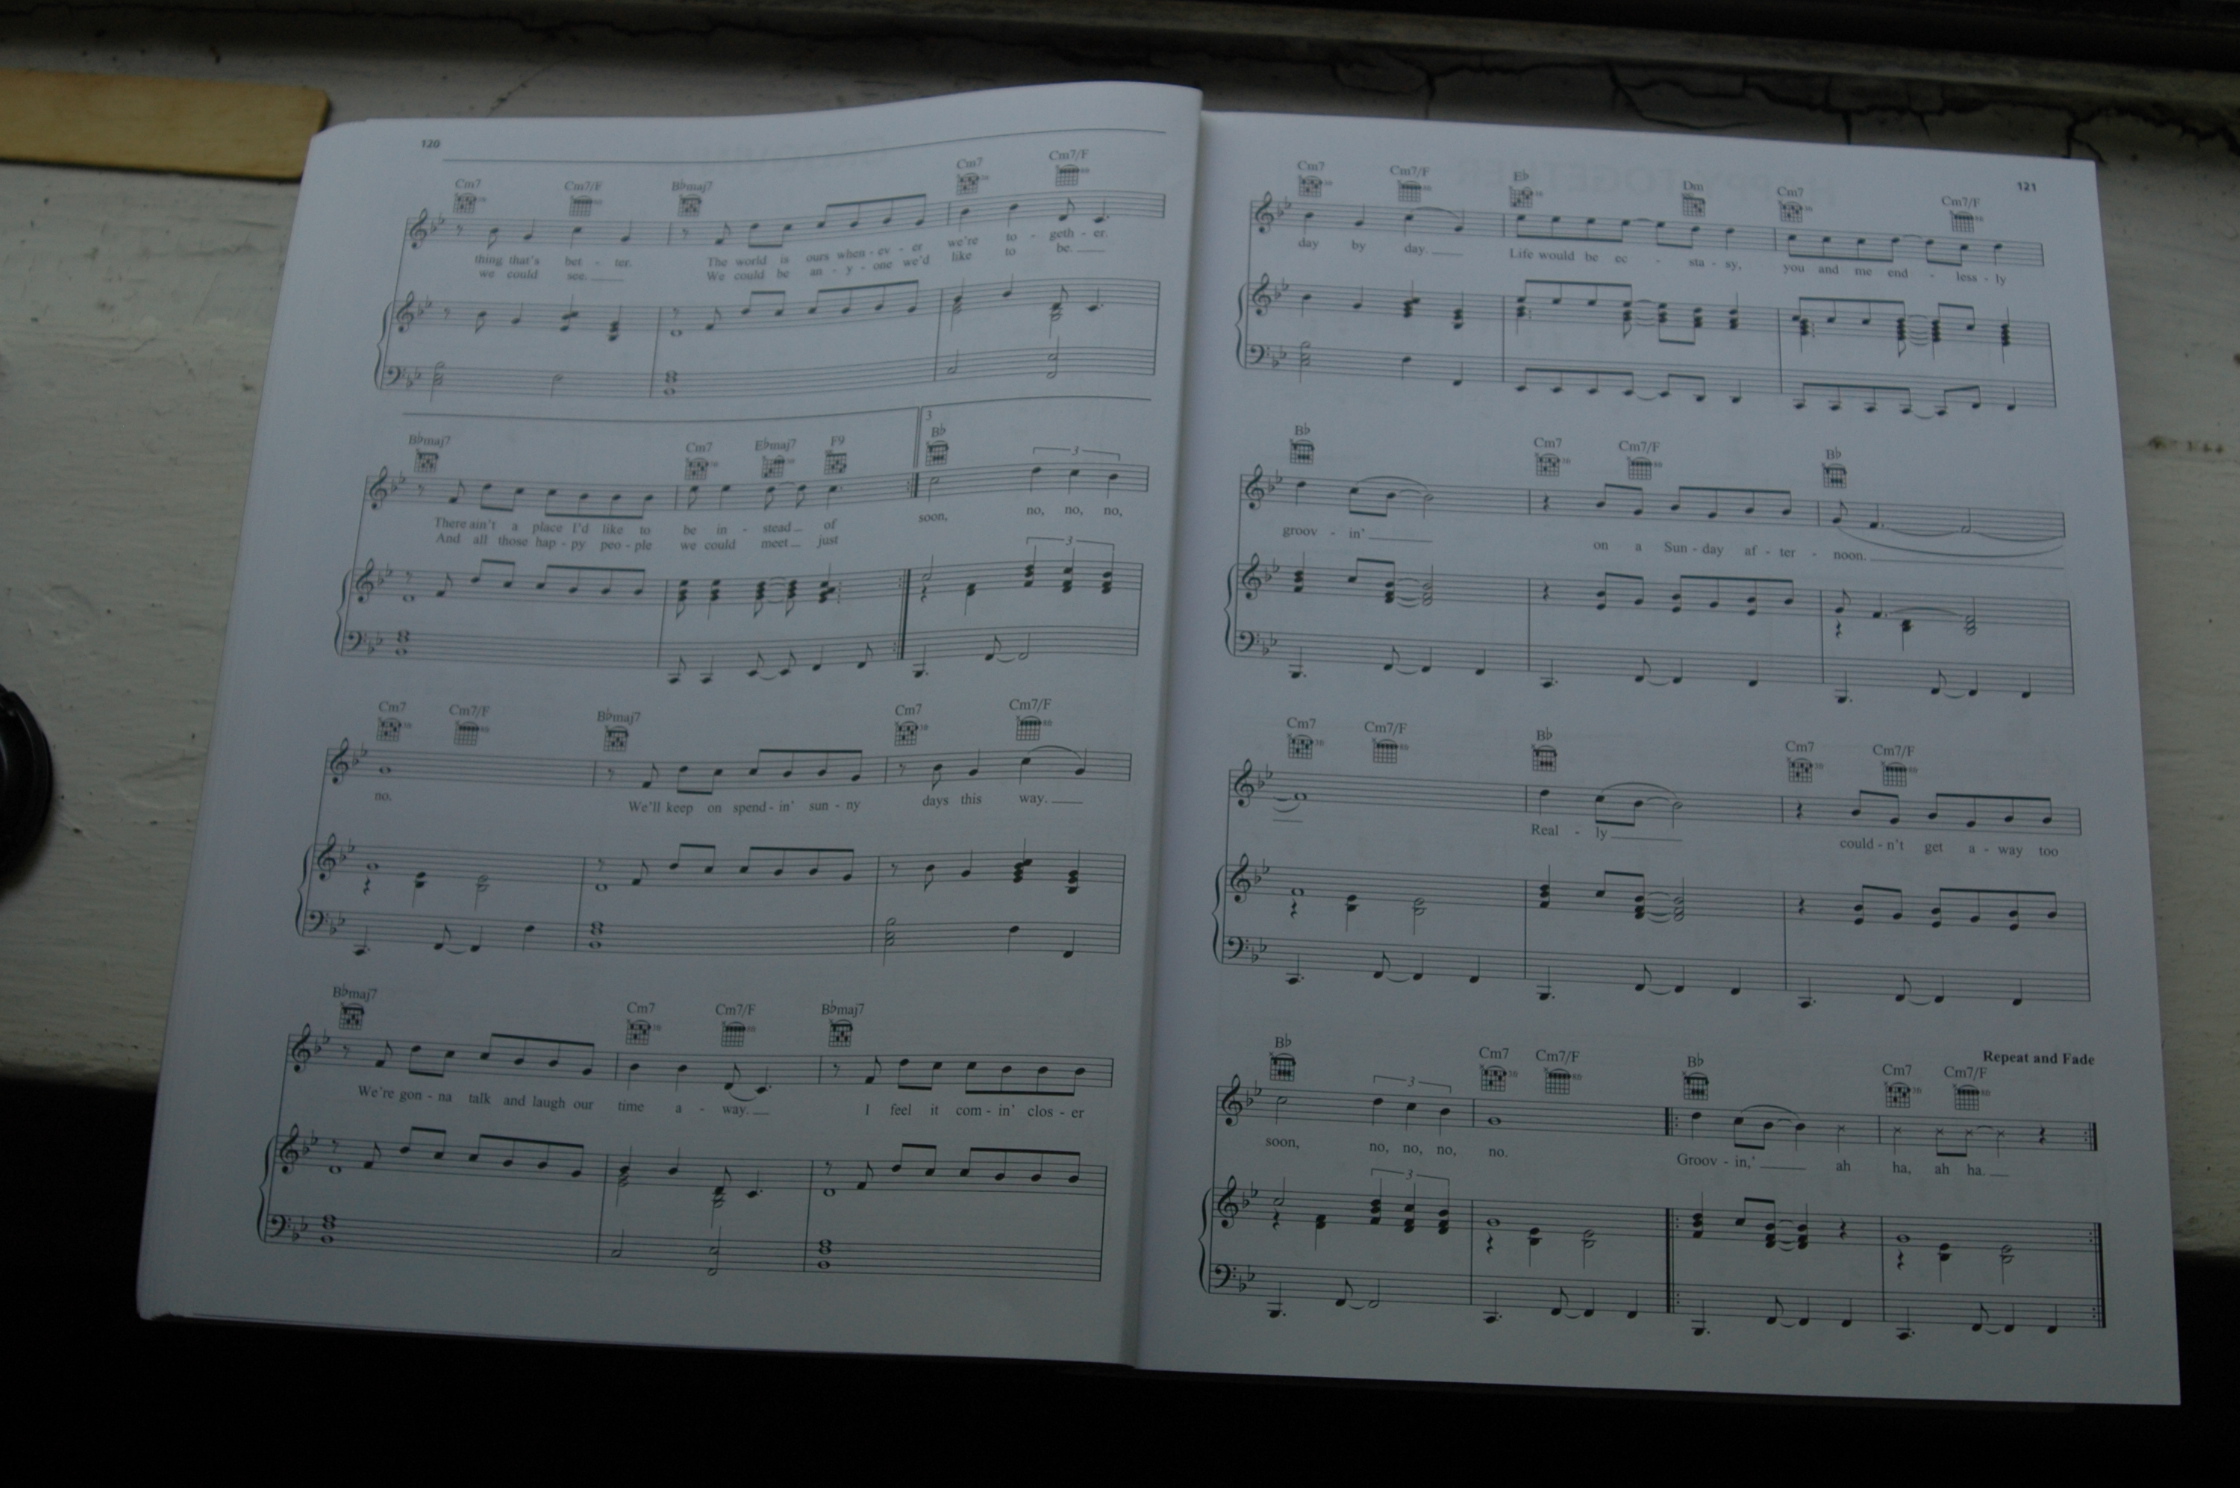 120
Cm7 Cm7/F B♭maj7 Cm7 Cm7/F
thing that's bet - ter. The world is ours when - ev - er we're to - geth - er.
we could see. We could be an - y - one we'd like to be.
B♭maj7 Cm7 E♭maj7 F9 3 B♭ 3
There ain't a place I'd like to be in - stead of soon, no, no, no,
And all those hap - py peo - ple we could meet just
3
Cm7 Cm7/F B♭maj7 Cm7 Cm7/F
no. We'll keep on spend - in' sun - ny days this way.
B♭maj7 Cm7 Cm7/F B♭maj7
We're gon - na talk and laugh our time a - way. I feel it com - in' clos - er
121
Cm7 Cm7/F E♭ Dm Cm7 Cm7/F
day by day. Life would be ec - sta - sy, you and me end - less - ly
B♭ Cm7 Cm7/F B♭
groov - in' on a Sun - day af - ter - noon.
Cm7 Cm7/F B♭ Cm7 Cm7/F
Real - ly could - n't get a - way too
Repeat and Fade
B♭ 3 Cm7 Cm7/F B♭ Cm7 Cm7/F
soon, no, no, no, no. Groov - in,' ah ha, ah ha.
3